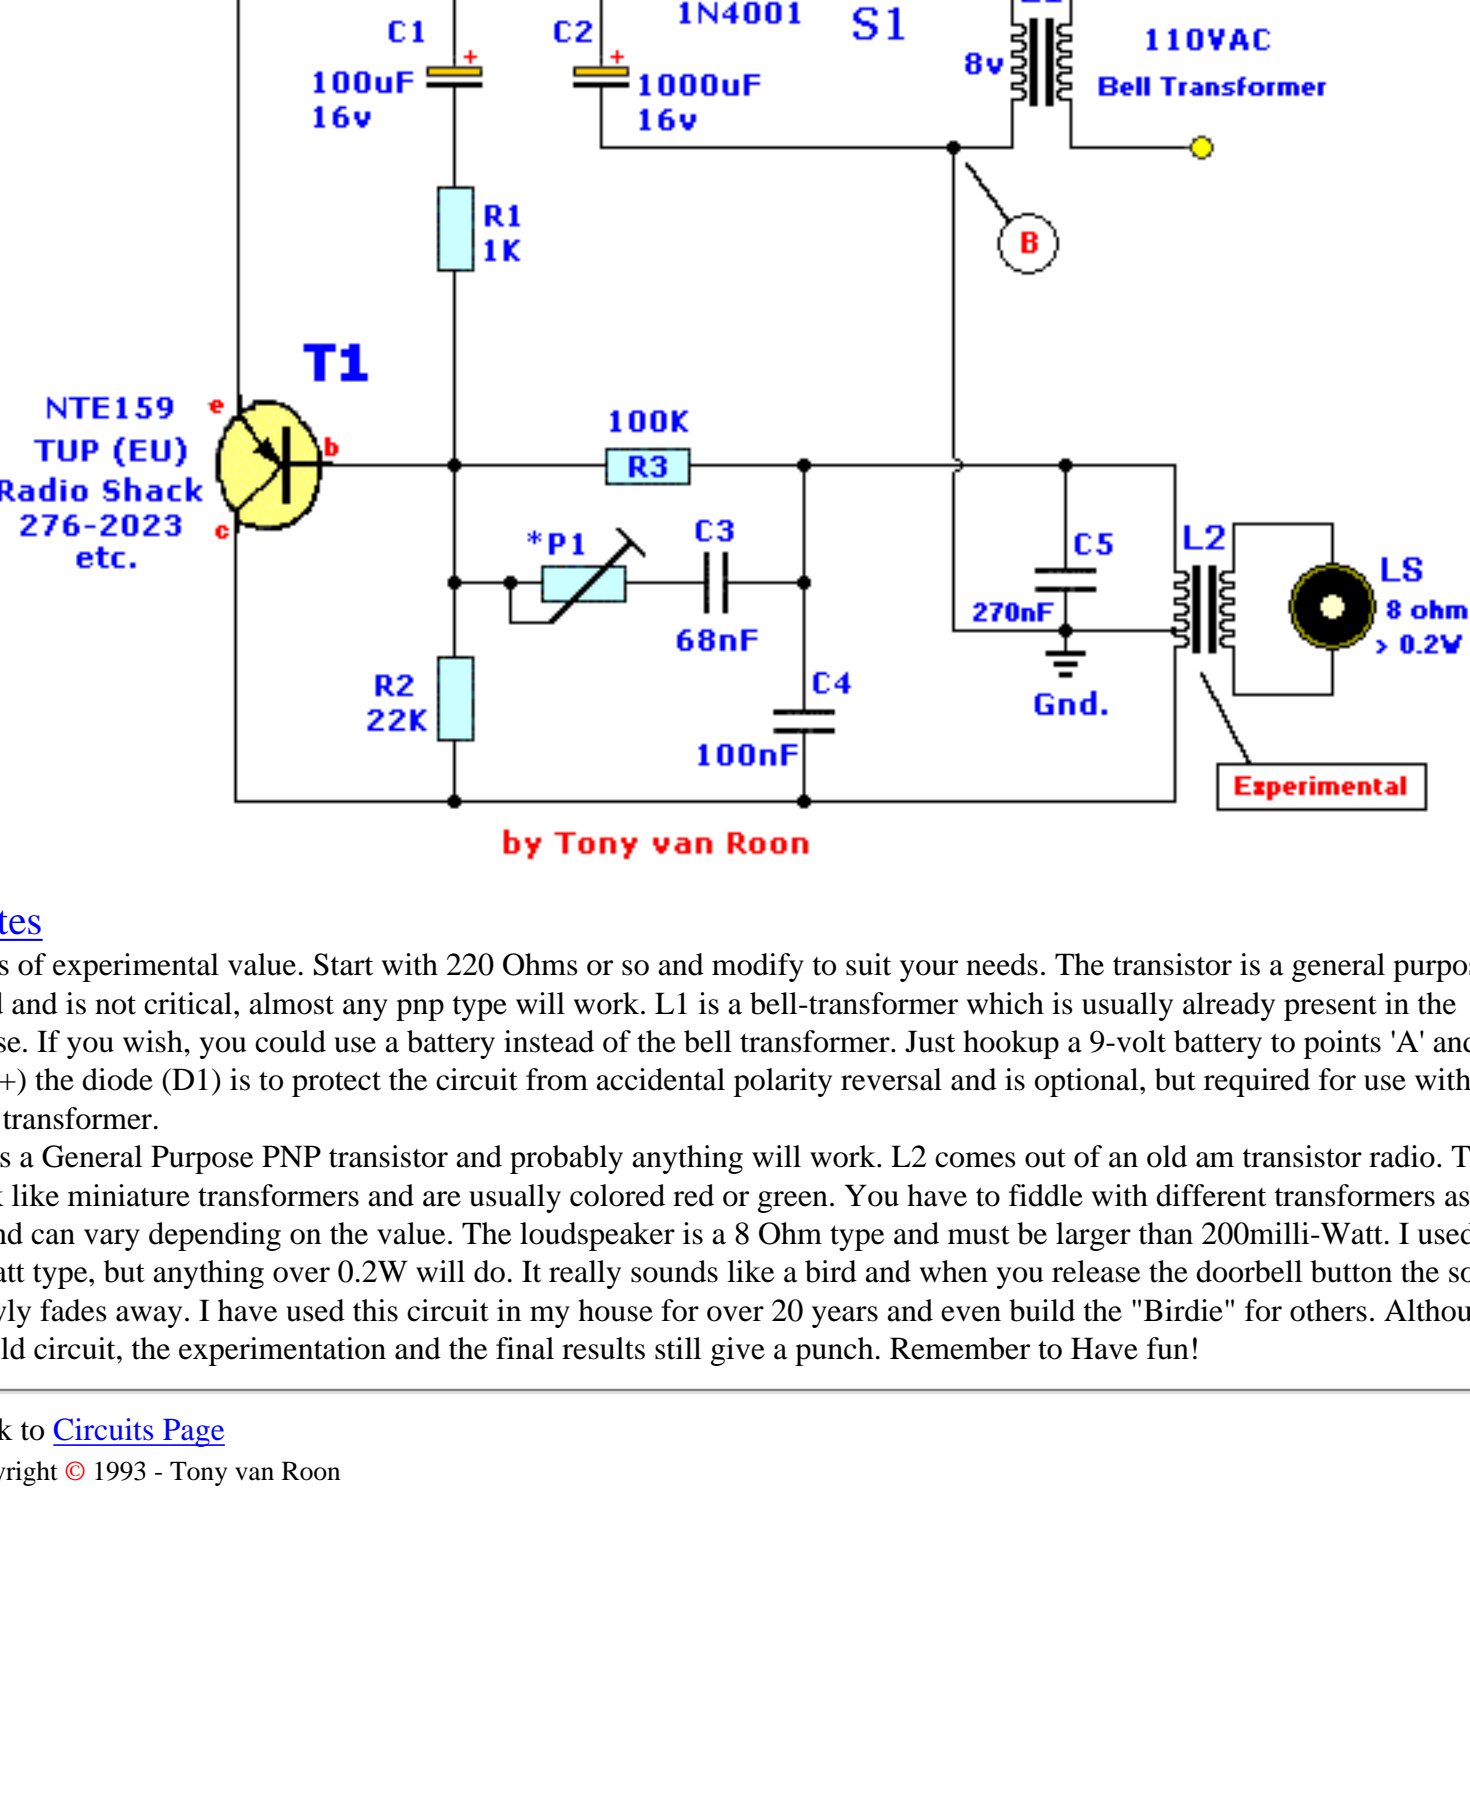 1N4001
S1
C1
C2
110VAC
8v
Bell Transformer
+
+
100uF
16v
1000uF
16v
R1
1K
B
T1
NTE159
TUP (EU)
Radio Shack
276-2023
etc.
e
b
c
100K
R3
*P1
C3
68nF
C5
270nF
L2
LS
8 ohm
> 0.2W
R2
22K
C4
100nF
Gnd.
Experimental
by Tony van Roon
tes
s of experimental value. Start with 220 Ohms or so and modify to suit your needs. The transistor is a general purpos
and is not critical, almost any pnp type will work. L1 is a bell-transformer which is usually already present in the
se. If you wish, you could use a battery instead of the bell transformer. Just hookup a 9-volt battery to points 'A' and
+) the diode (D1) is to protect the circuit from accidental polarity reversal and is optional, but required for use with
transformer.
s a General Purpose PNP transistor and probably anything will work. L2 comes out of an old am transistor radio. T
k like miniature transformers and are usually colored red or green. You have to fiddle with different transformers as
nd can vary depending on the value. The loudspeaker is a 8 Ohm type and must be larger than 200milli-Watt. I used
att type, but anything over 0.2W will do. It really sounds like a bird and when you release the doorbell button the so
vly fades away. I have used this circuit in my house for over 20 years and even build the "Birdie" for others. Althou
ld circuit, the experimentation and the final results still give a punch. Remember to Have fun!
k to Circuits Page
yright © 1993 - Tony van Roon